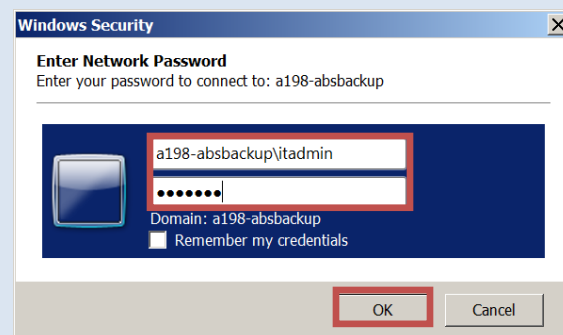 Windows Security
Enter Network Password
Enter your password to connect to: a198-absbackup
a198-absbackup\itadmin
●●●●●●●
Domain: a198-absbackup
Remember my credentials
OK
Cancel